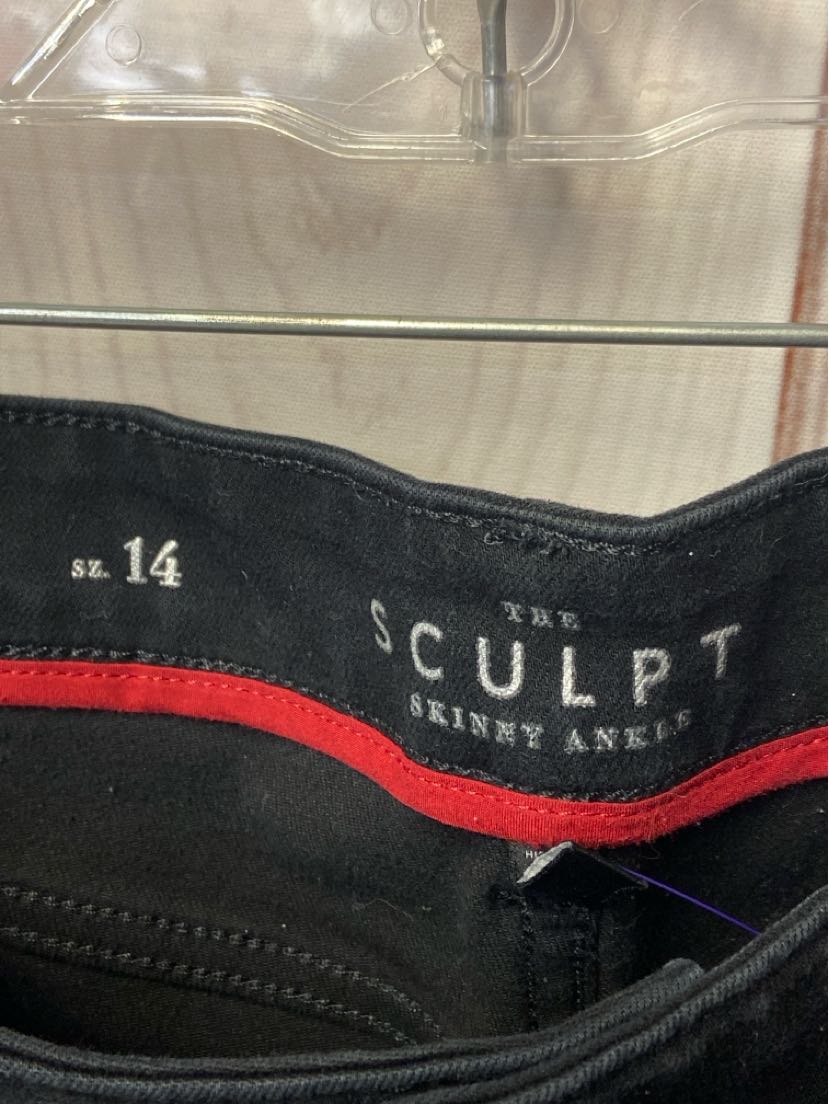 sz. 14
THE
SCULPT
SKINNY ANKLE